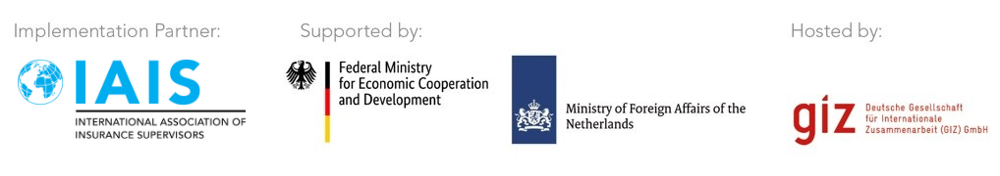 Implementation Partner:
IAIS
INTERNATIONAL ASSOCIATION OF
INSURANCE SUPERVISORS
Supported by:
Federal Ministry
for Economic Cooperation
and Development
Ministry of Foreign Affairs of the
Netherlands
Hosted by:
giz
Deutsche Gesellschaft
für Internationale
Zusammenarbeit (GIZ) GmbH